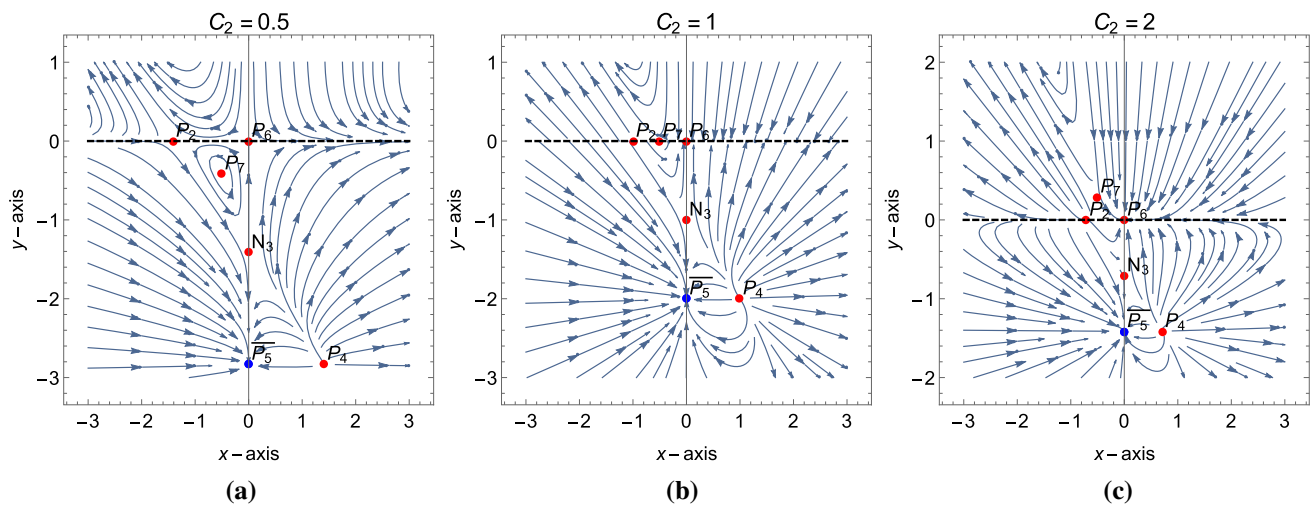 C₂ = 0.5
1
0
−1
−2
−3
y − axis
P₂
P₆
P₇
N₃
P̅₅̅
P₄
−3 −2 −1 0 1 2 3
x − axis
(a)
C₂ = 1
1
0
−1
−2
−3
y − axis
P₂
P₇
P₆
N₃
P̅₅̅
P₄
−3 −2 −1 0 1 2 3
x − axis
(b)
C₂ = 2
2
1
0
−1
−2
y − axis
P₇
P₂
P₆
N₃
P̅₅̅
P₄
−3 −2 −1 0 1 2 3
x − axis
(c)